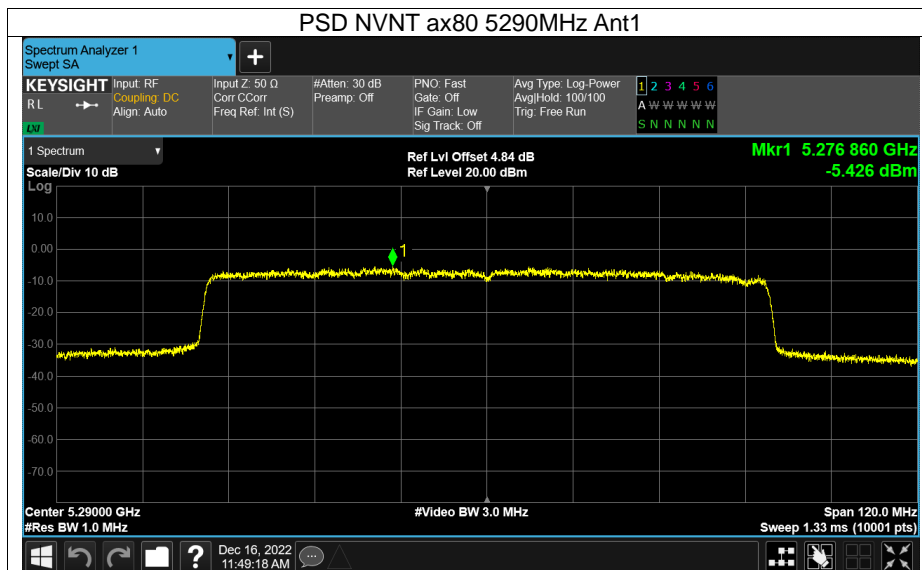 PSD NVNT ax80 5290MHz Ant1
Spectrum Analyzer 1
Swept SA
KEYSIGHT
R L
LXI
Input: RF
Coupling: DC
Align: Auto
Input Z: 50 Ω
Corr CCorr
Freq Ref: Int (S)
#Atten: 30 dB
Preamp: Off
PNO: Fast
Gate: Off
IF Gain: Low
Sig Track: Off
Avg Type: Log-Power
Avg|Hold: 100/100
Trig: Free Run
1 2 3 4 5 6
A W W W W W
S N N N N N
1 Spectrum
Scale/Div 10 dB
Log
Ref Lvl Offset 4.84 dB
Ref Level 20.00 dBm
Mkr1 5.276 860 GHz
-5.426 dBm
10.0
0.00
-10.0
-20.0
-30.0
-40.0
-50.0
-60.0
-70.0
1
Center 5.29000 GHz
#Res BW 1.0 MHz
#Video BW 3.0 MHz
Span 120.0 MHz
Sweep 1.33 ms (10001 pts)
?
Dec 16, 2022
11:49:18 AM